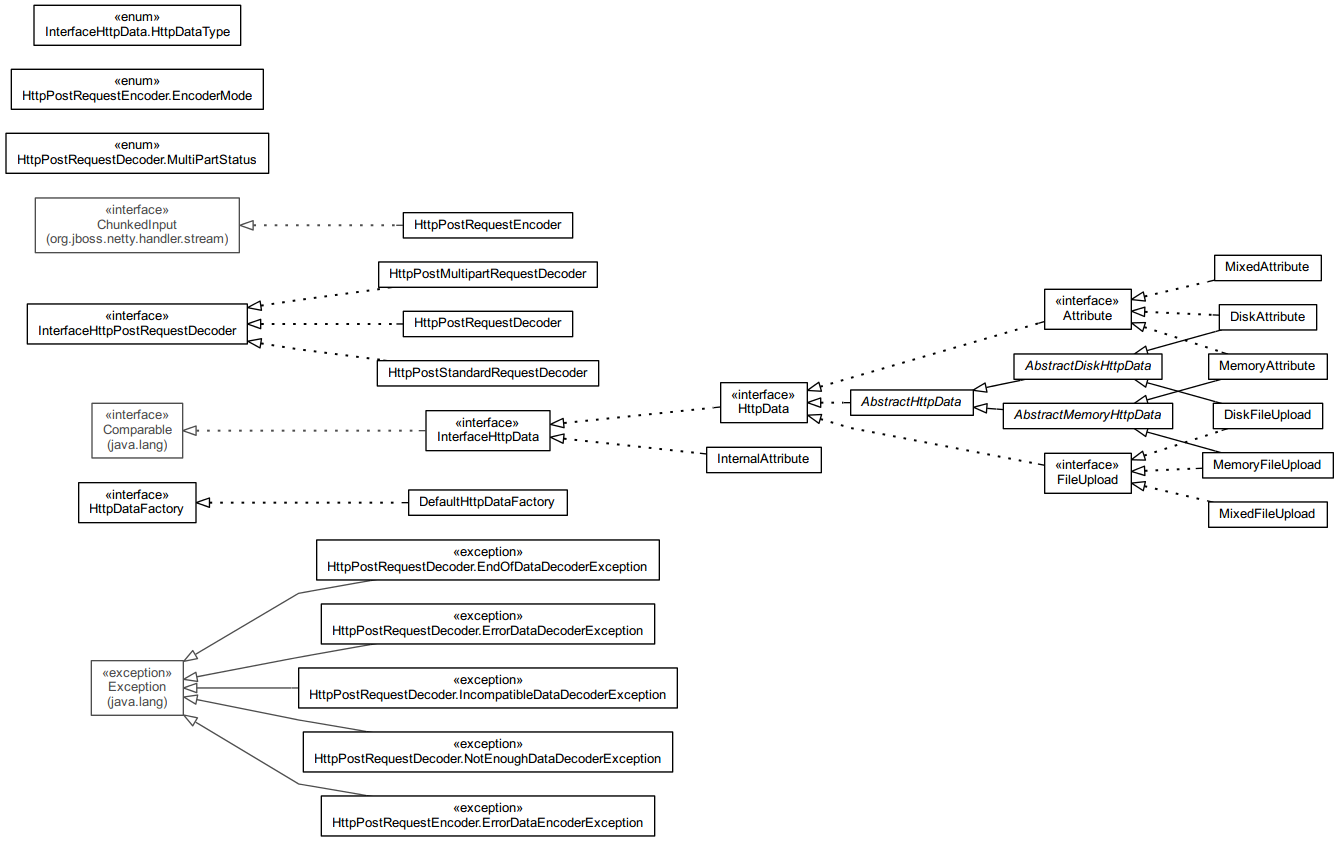 «enum»
InterfaceHttpData.HttpDataType
«enum»
HttpPostRequestEncoder.EncoderMode
«enum»
HttpPostRequestDecoder.MultiPartStatus
«interface»
ChunkedInput
(org.jboss.netty.handler.stream)
HttpPostRequestEncoder
HttpPostMultipartRequestDecoder
«interface»
InterfaceHttpPostRequestDecoder
HttpPostRequestDecoder
HttpPostStandardRequestDecoder
«interface»
Comparable
(java.lang)
«interface»
InterfaceHttpData
«interface»
HttpData
InternalAttribute
AbstractHttpData
«interface»
Attribute
AbstractDiskHttpData
AbstractMemoryHttpData
«interface»
FileUpload
MixedAttribute
DiskAttribute
MemoryAttribute
DiskFileUpload
MemoryFileUpload
MixedFileUpload
«interface»
HttpDataFactory
DefaultHttpDataFactory
«exception»
HttpPostRequestDecoder.EndOfDataDecoderException
«exception»
HttpPostRequestDecoder.ErrorDataDecoderException
«exception»
Exception
(java.lang)
«exception»
HttpPostRequestDecoder.IncompatibleDataDecoderException
«exception»
HttpPostRequestDecoder.NotEnoughDataDecoderException
«exception»
HttpPostRequestEncoder.ErrorDataEncoderException